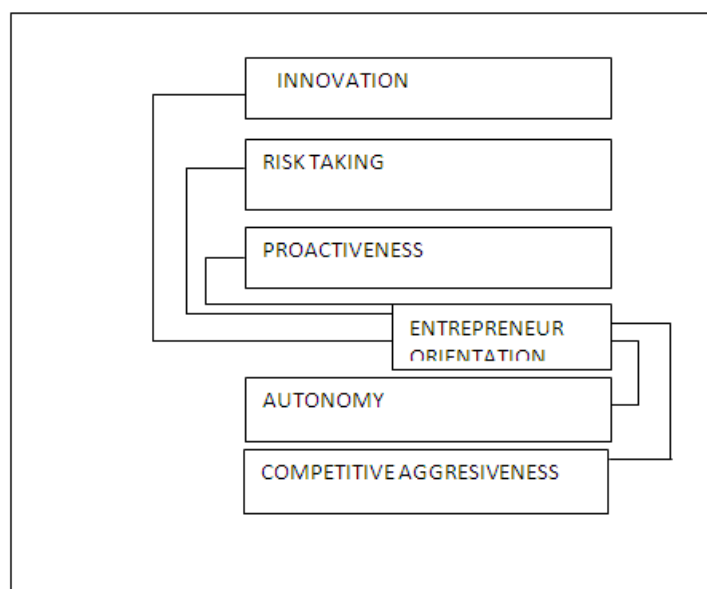 INNOVATION
RISK TAKING
PROACTIVENESS
ENTREPRENEUR
ORIENTATION
AUTONOMY
COMPETITIVE AGGRESIVENESS